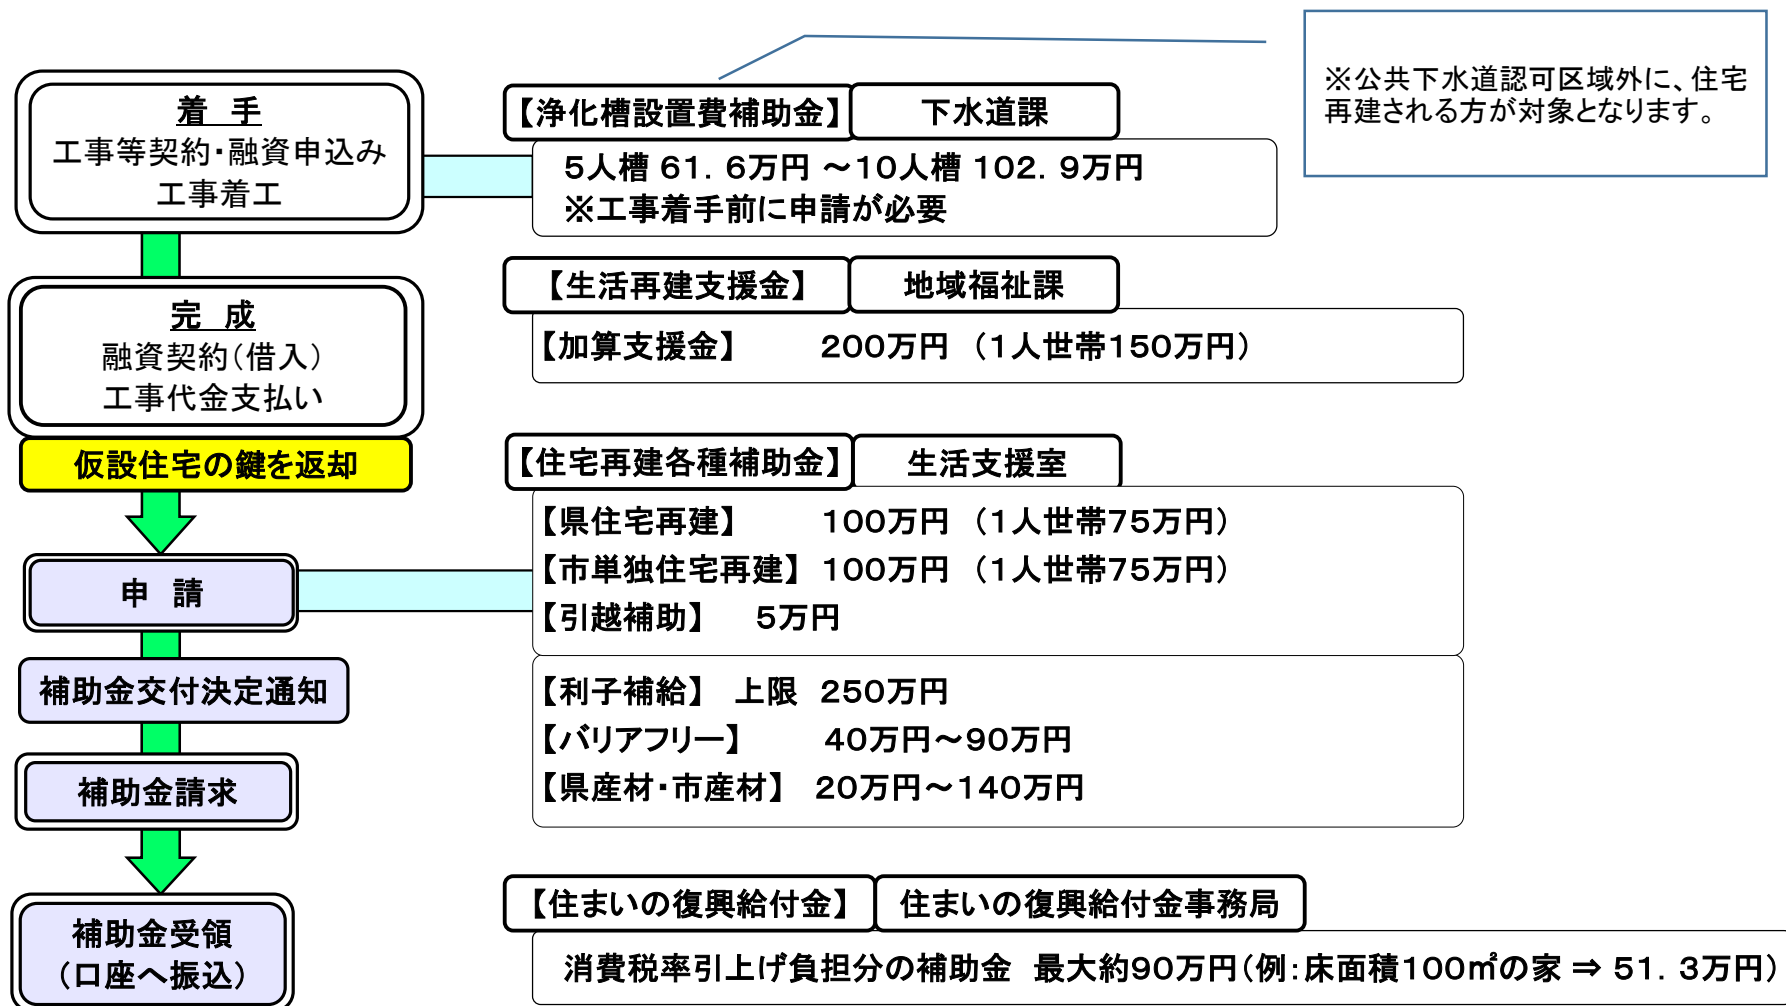 着　手
工事等契約・融資申込み
工事着工
完　成
融資契約（借入）
工事代金支払い
仮設住宅の鍵を返却
申　請
補助金交付決定通知
補助金請求
補助金受領
（口座へ振込）
【浄化槽設置費補助金】 下水道課
５人槽 ６１．６万円 ～１０人槽 １０２．９万円
※工事着手前に申請が必要
※公共下水道認可区域外に、住宅
再建される方が対象となります。
【生活再建支援金】 地域福祉課
【加算支援金】　　２００万円 （１人世帯１５０万円）
【住宅再建各種補助金】 生活支援室
【県住宅再建】　　１００万円 （１人世帯７５万円）
【市単独住宅再建】 １００万円 （１人世帯７５万円）
【引越補助】　５万円
【利子補給】 上限 ２５０万円
【バリアフリー】　　４０万円～９０万円
【県産材・市産材】 ２０万円～１４０万円
【住まいの復興給付金】 住まいの復興給付金事務局
消費税率引上げ負担分の補助金 最大約９０万円（例：床面積１００㎡の家 ⇒ ５１．３万円）